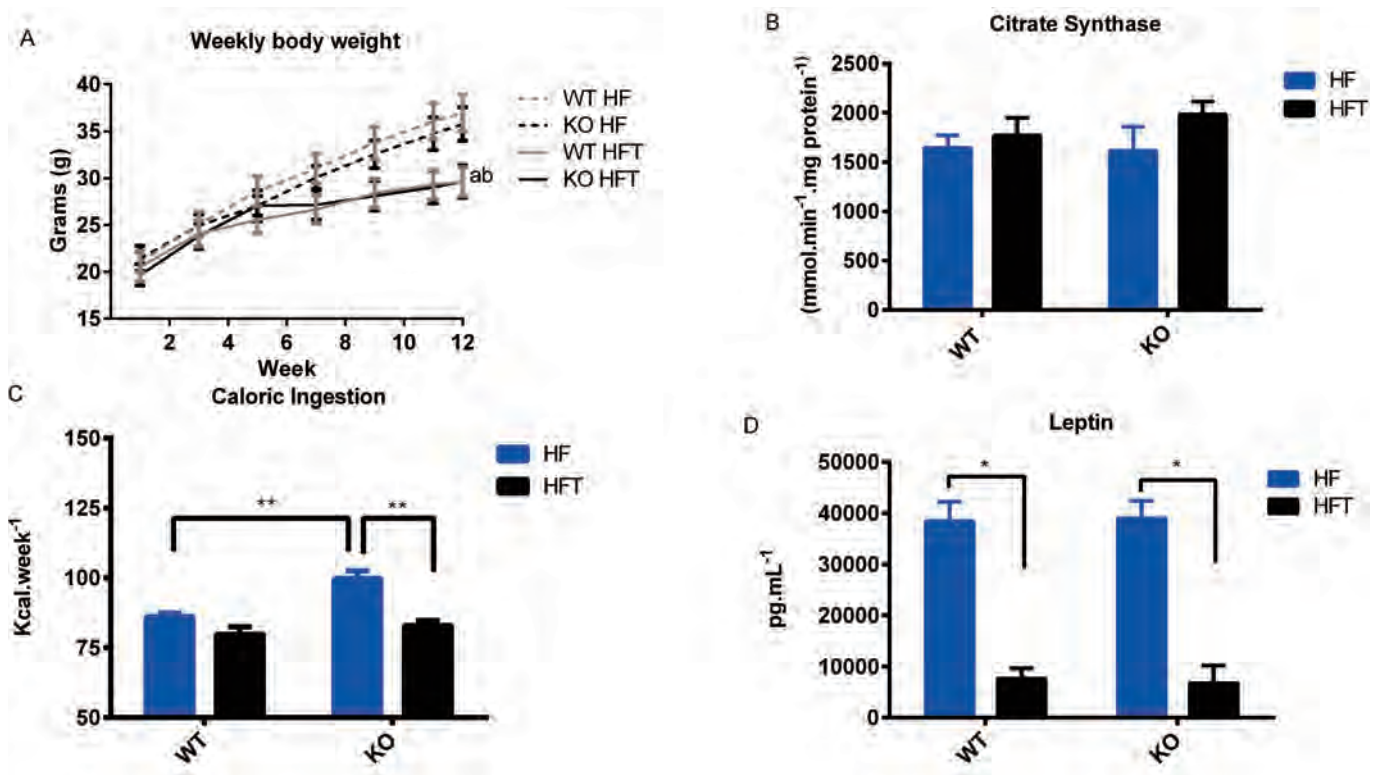 A
Weekly body weight
Grams (g)
40
35
30
25
20
15
2 4 6 8 10 12
Week
ab
WT HF
KO HF
WT HFT
KO HFT
B
Citrate Synthase
(mmol.min⁻¹.mg protein⁻¹)
2500
2000
1500
1000
500
0
WT KO
HF
HFT
C
Caloric Ingestion
Kcal.week⁻¹
150
125
100
75
50
** **
WT KO
HF
HFT
D
Leptin
pg.mL⁻¹
50000
40000
30000
20000
10000
0
* *
WT KO
HF
HFT